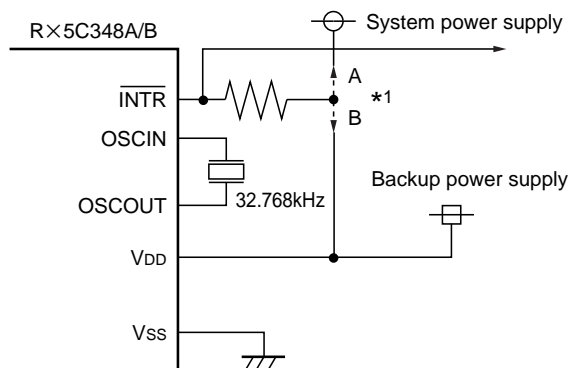 R×5C348A/B
System power supply
A
INTR
*1
B
OSCIN
Backup power supply
OSCOUT
32.768kHz
VDD
VSS